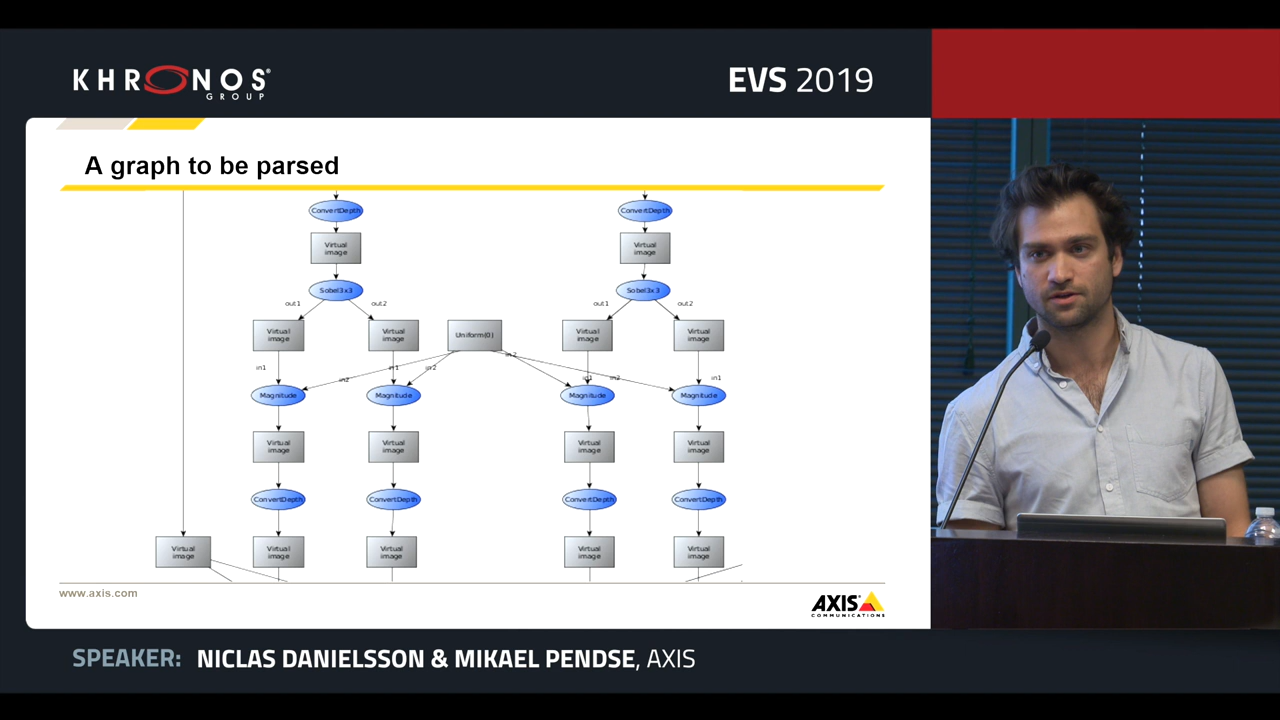 KHRONOS®
GROUP
EVS 2019
A graph to be parsed
ConvertDepth
ConvertDepth
Virtual
image
Virtual
image
Sobel3x3
Sobel3x3
out1
out2
out1
out2
Virtual
image
Virtual
image
Uniform(0)
Virtual
image
Virtual
image
in2
in1
in1
in2
in2
in1
in2
in1
Magnitude
Magnitude
Magnitude
Magnitude
Virtual
image
Virtual
image
Virtual
image
Virtual
image
ConvertDepth
ConvertDepth
ConvertDepth
ConvertDepth
Virtual
image
Virtual
image
Virtual
image
Virtual
image
Virtual
image
www.axis.com
AXIS
COMMUNICATIONS
SPEAKER: NICLAS DANIELSSON & MIKAEL PENDSE, AXIS